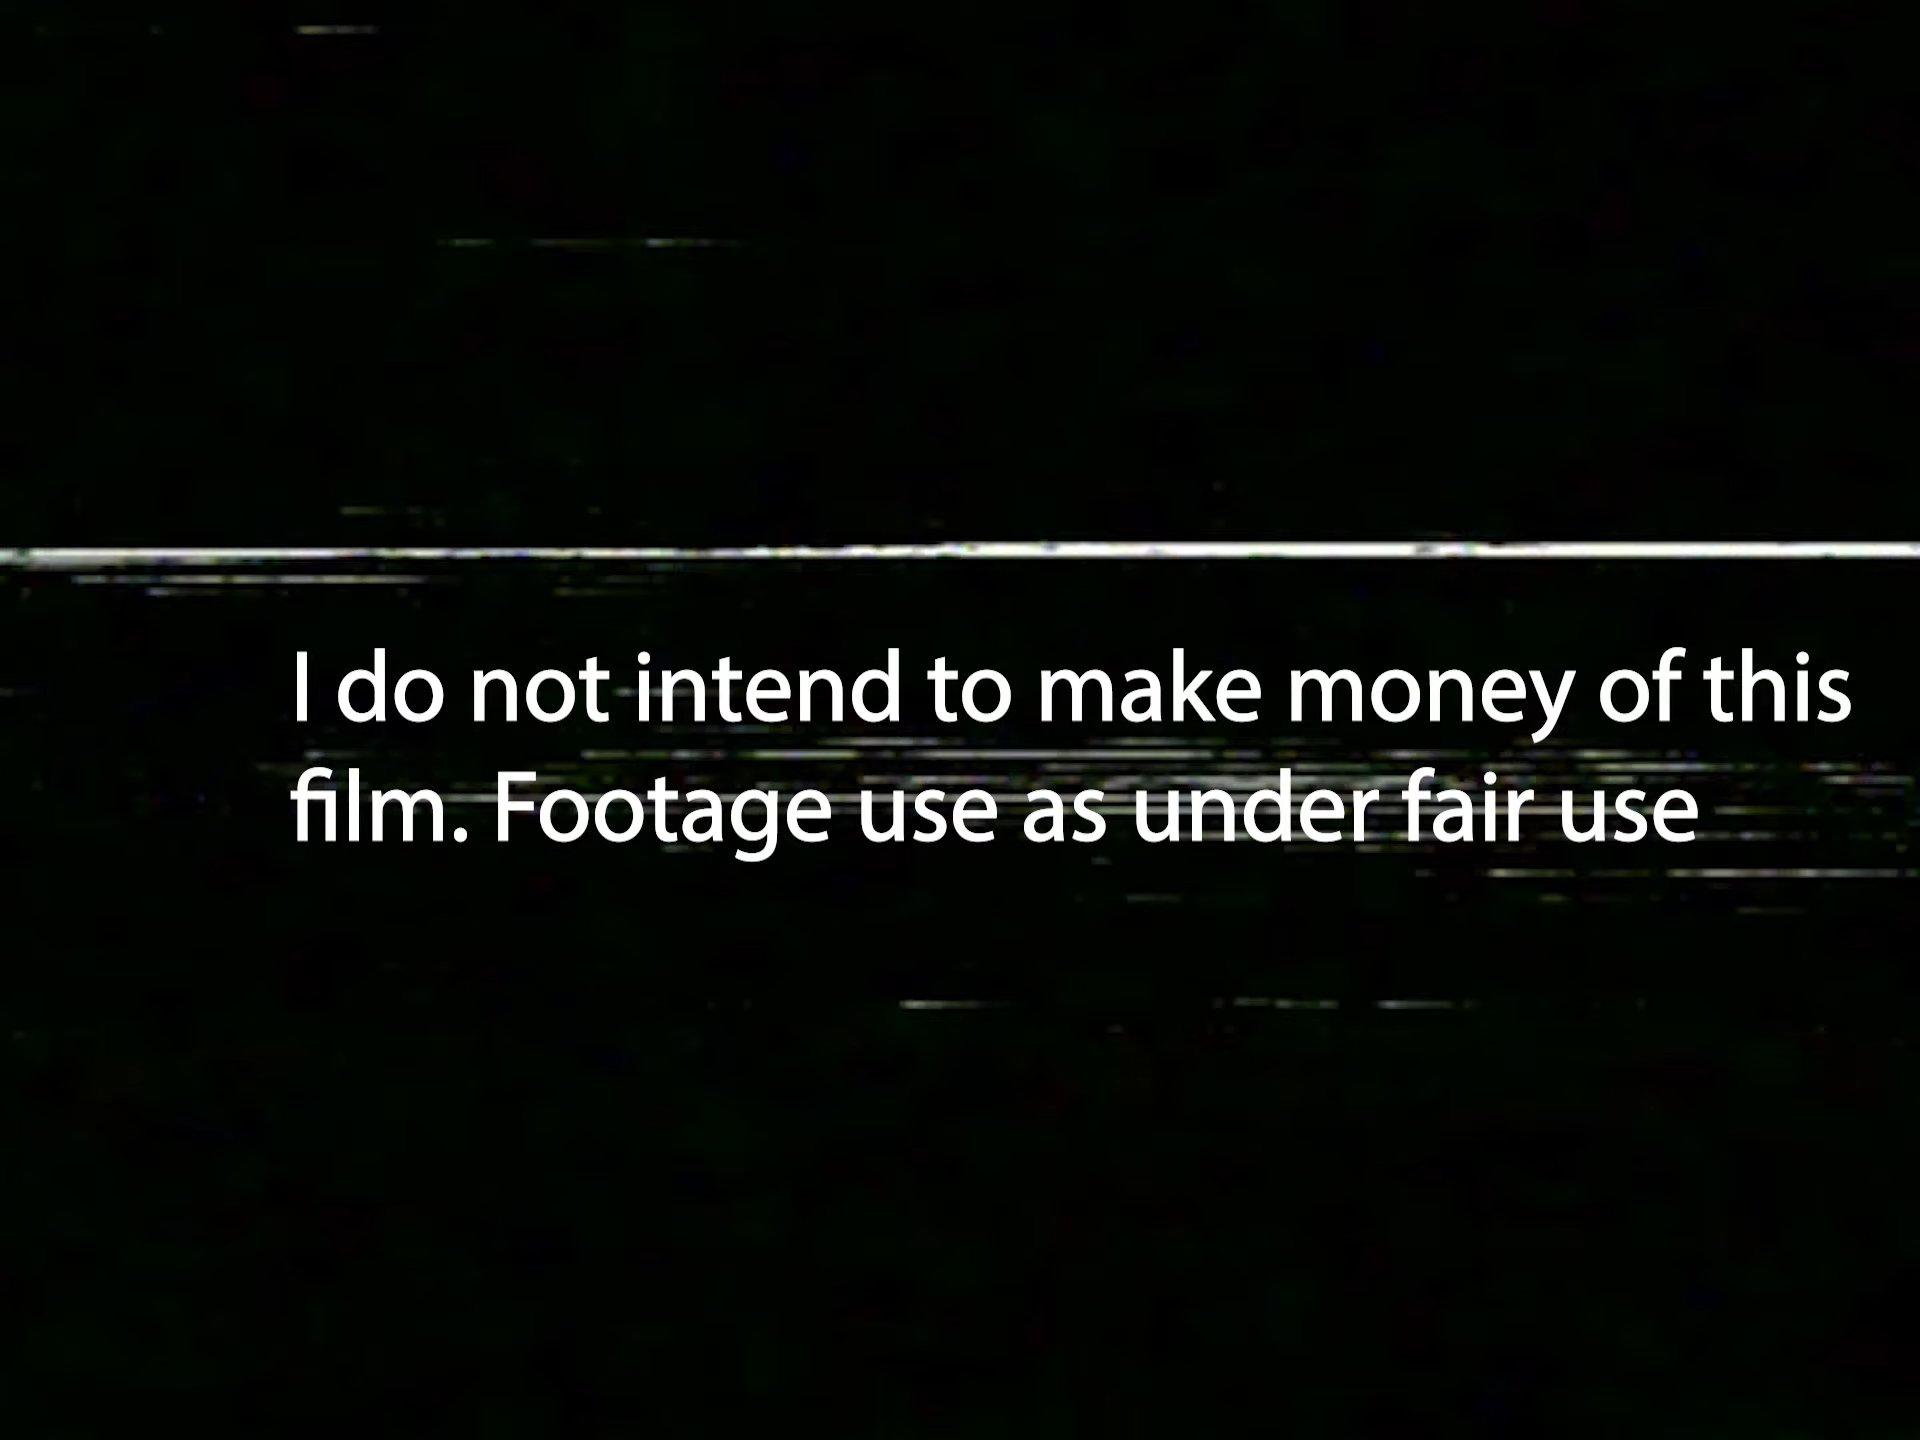 I do not intend to make money of this
film. Footage use as under fair use